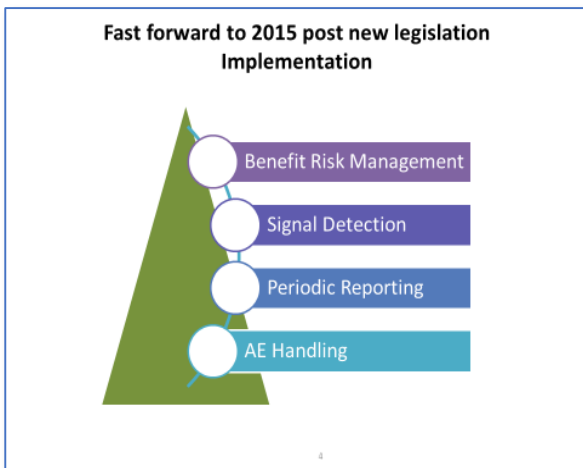 Fast forward to 2015 post new legislation
Implementation
Benefit Risk Management
Signal Detection
Periodic Reporting
AE Handling
4